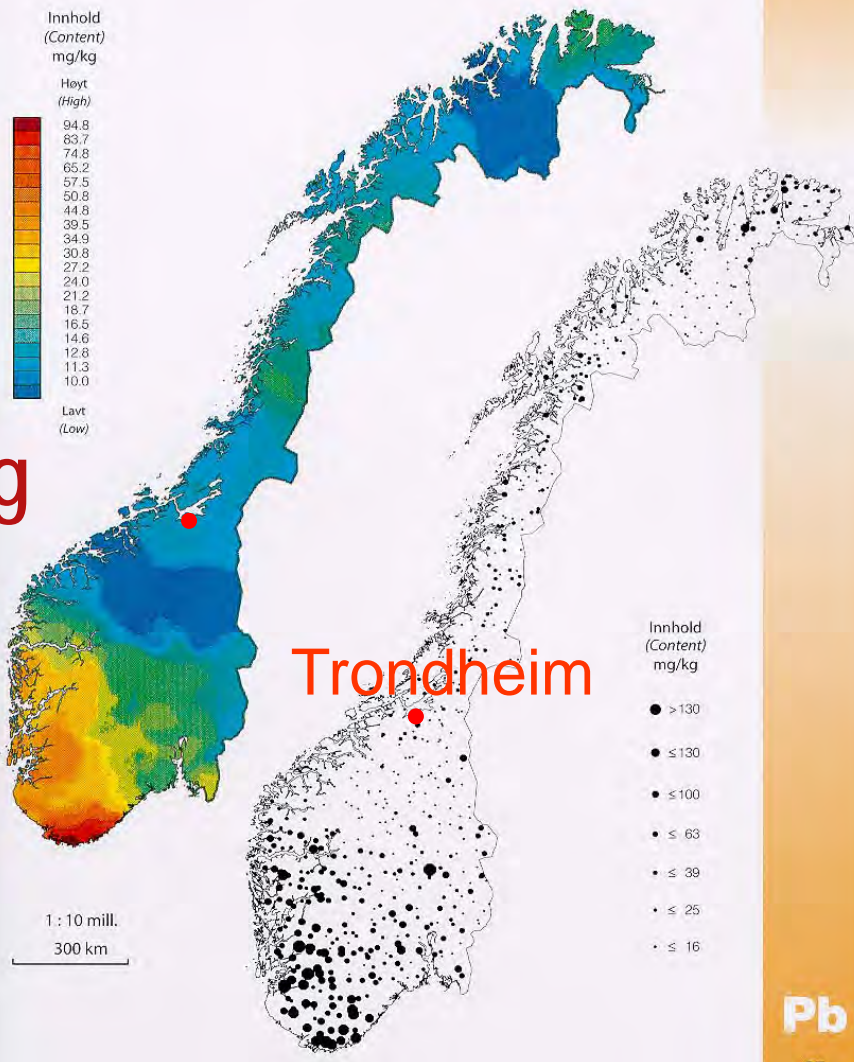 Innhold
(Content)
mg/kg
Høyt
(High)
94.8
83.7
74.8
65.2
57.5
50.8
44.8
39.5
34.9
30.8
27.2
24.0
21.2
18.7
16.5
14.6
12.8
11.3
10.0
Lavt
(Low)
g
Trondheim
Innhold
(Content)
mg/kg
>130
≤130
≤100
≤ 63
≤ 39
≤ 25
≤ 16
1 : 10 mill.
300 km
Pb